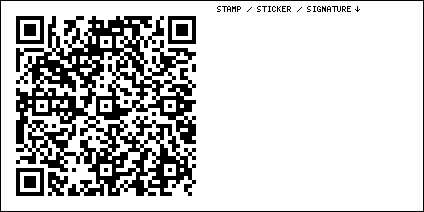 STAMP / STICKER / SIGNATURE ↓